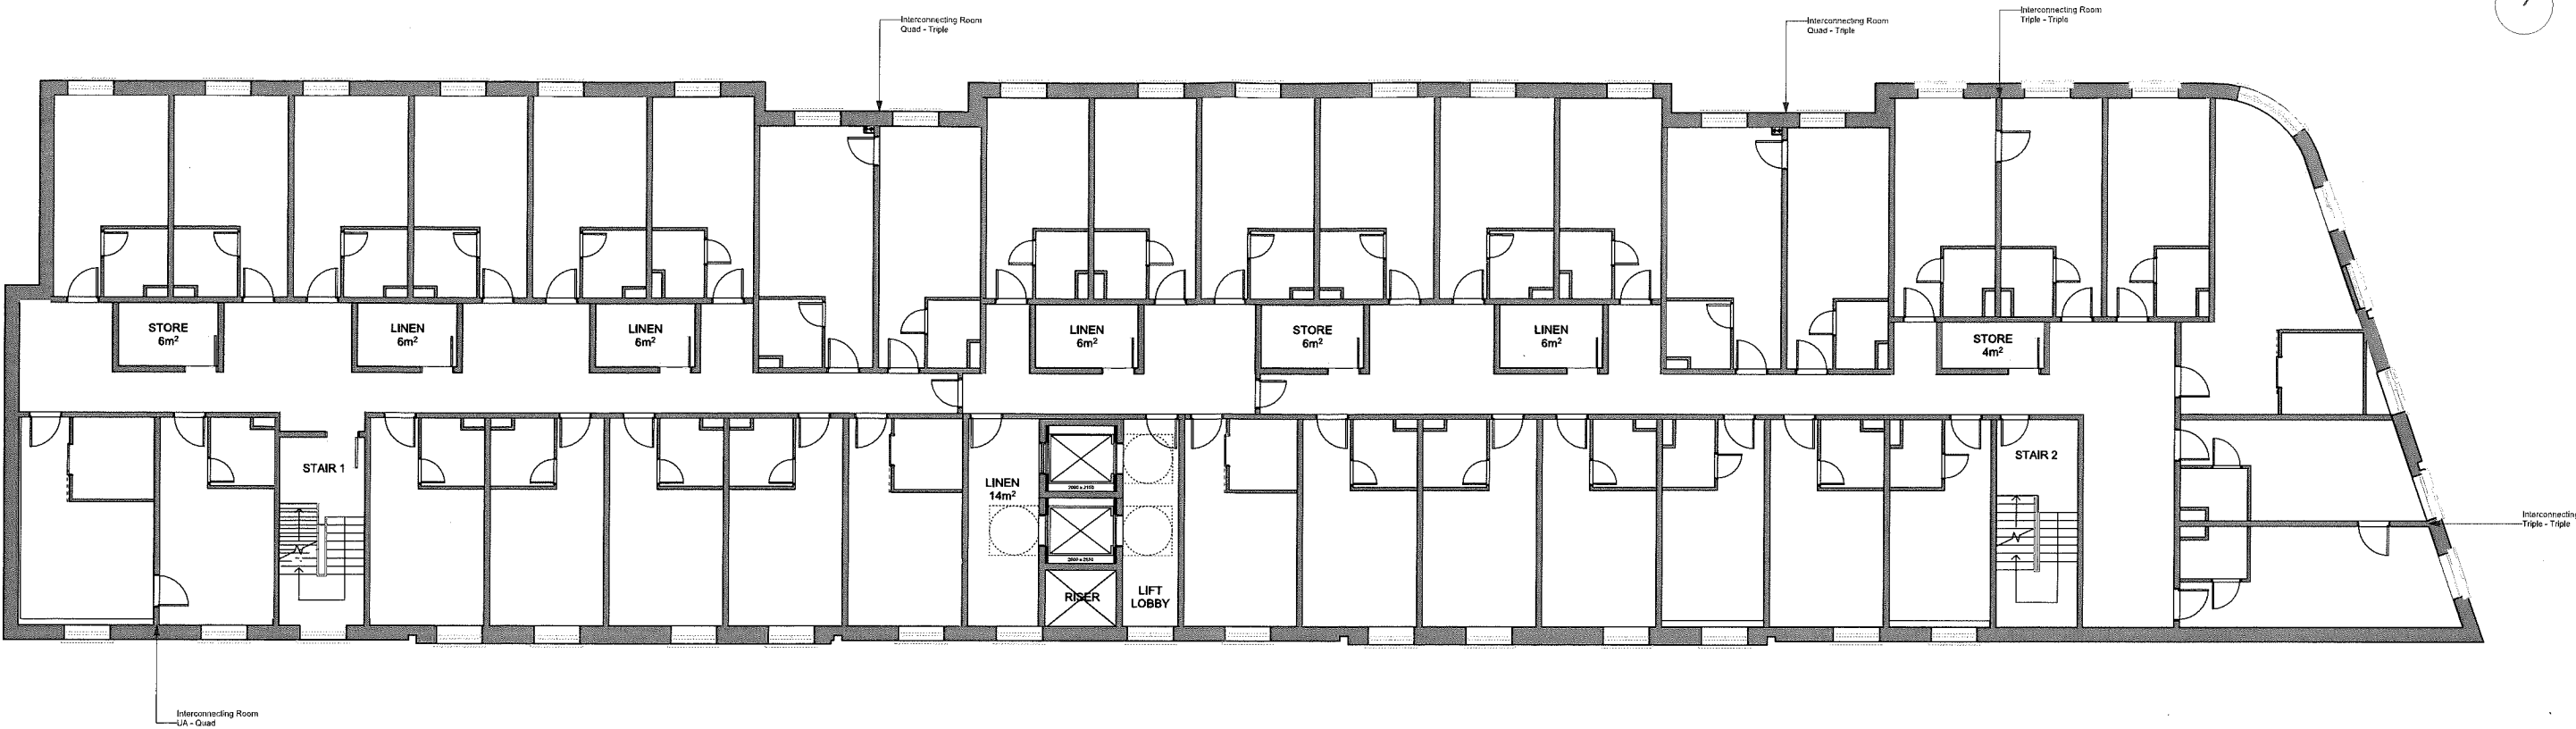 Interconnecting Room
Quad - Triple
Interconnecting Room
Quad - Triple
Interconnecting Room
Triple - Triple
STORE
6m²
LINEN
6m²
LINEN
6m²
LINEN
6m²
STORE
6m²
LINEN
6m²
STORE
4m²
STAIR 1
LINEN
14m²
RISER
LIFT
LOBBY
STAIR 2
Interconnecting
Triple - Triple
Interconnecting Room
UA - Quad